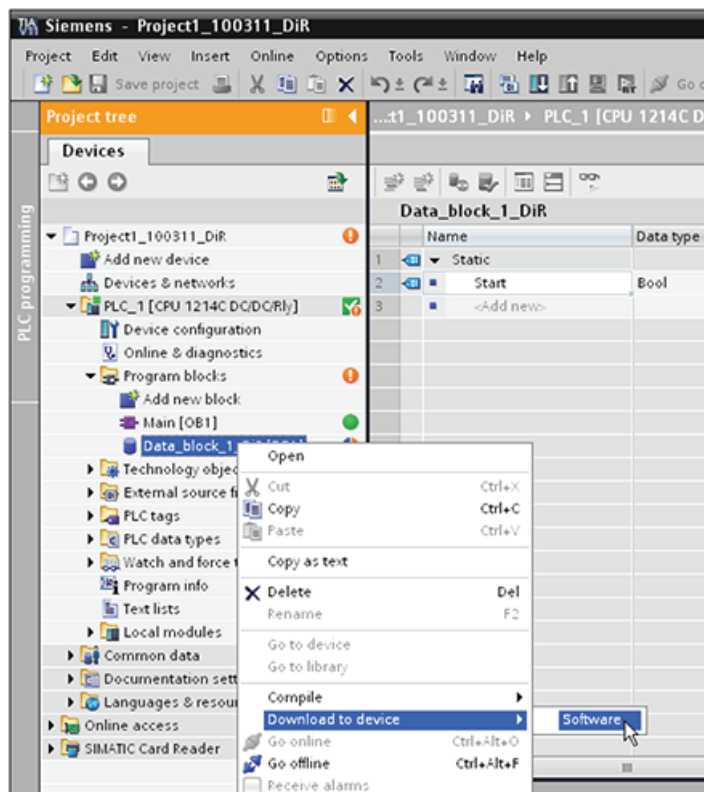 Siemens - Project1_100311_DiR
Project Edit View Insert Online Options Tools Window Help
Save project Go
Project tree
...t1_100311_DiR PLC_1 [CPU 1214C D
Devices
PLC programming
Data_block_1_DiR
Name Data type
1 Static
2 Start Bool
3 <Add new>
Project1_100311_DiR
Add new device
Devices & networks
PLC_1 [CPU 1214C DC/DC/Rly]
Device configuration
Online & diagnostics
Program blocks
Add new block
Main [OB1]
Data_block_1
Technology objec
External source fi
PLC tags
PLC data types
Watch and force t
Program info
Text lists
Local modules
Common data
Documentation sett
Languages & resour
Online access
SIMATIC Card Reader
Open
Cut Ctrl+X
Copy Ctrl+C
Paste Ctrl+V
Copy as text
Delete Del
Rename F2
Go to device
Go to library
Compile
Download to device
Software
Go online Ctrl+Alt+O
Go offline Ctrl+Alt+F
Receive alarms